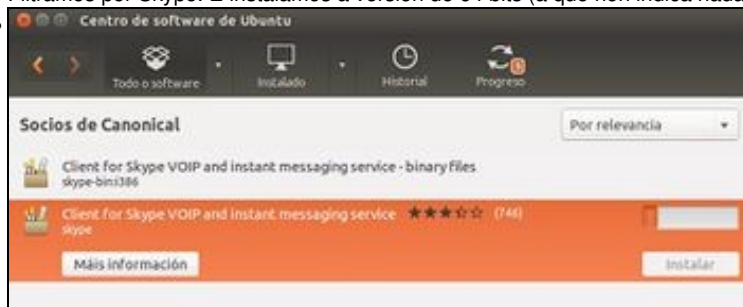 Centro de software de Ubuntu
Todo o software
Instalado
Historial
Progreso
Socios de Canonical
Por relevancia
Client for Skype VOIP and instant messaging service - binary files
skype-bin:i386
Client for Skype VOIP and instant messaging service (746)
skype
Máis información
Instalar